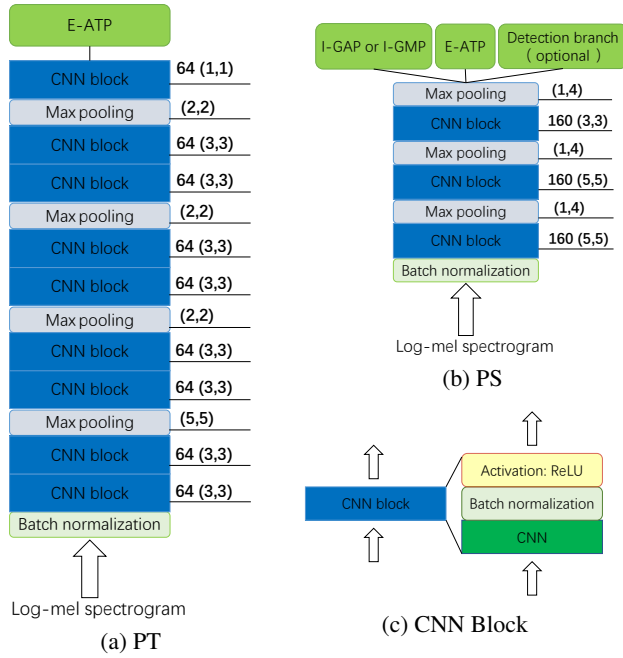 E-ATP
CNN block 64 (1,1)
Max pooling (2,2)
CNN block 64 (3,3)
CNN block 64 (3,3)
Max pooling (2,2)
CNN block 64 (3,3)
CNN block 64 (3,3)
Max pooling (2,2)
CNN block 64 (3,3)
CNN block 64 (3,3)
Max pooling (5,5)
CNN block 64 (3,3)
CNN block 64 (3,3)
Batch normalization
Log-mel spectrogram
(a) PT
I-GAP or I-GMP
E-ATP
Detection branch
( optional )
Max pooling (1,4)
CNN block 160 (3,3)
Max pooling (1,4)
CNN block 160 (5,5)
Max pooling (1,4)
CNN block 160 (5,5)
Batch normalization
Log-mel spectrogram
(b) PS
CNN block
Activation: ReLU
Batch normalization
CNN
(c) CNN Block